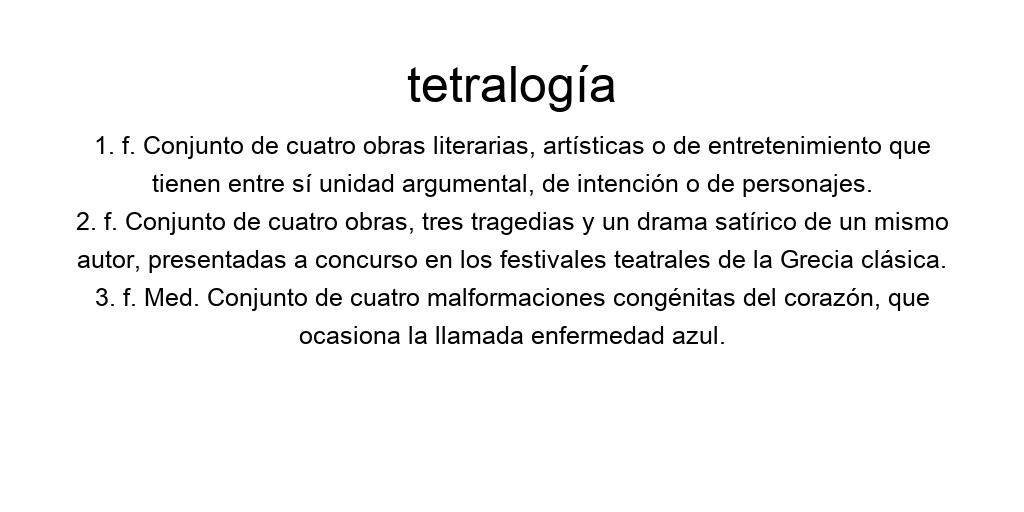 tetralogía
1. f. Conjunto de cuatro obras literarias, artísticas o de entretenimiento que
tienen entre sí unidad argumental, de intención o de personajes.
2. f. Conjunto de cuatro obras, tres tragedias y un drama satírico de un mismo
autor, presentadas a concurso en los festivales teatrales de la Grecia clásica.
3. f. Med. Conjunto de cuatro malformaciones congénitas del corazón, que
ocasiona la llamada enfermedad azul.